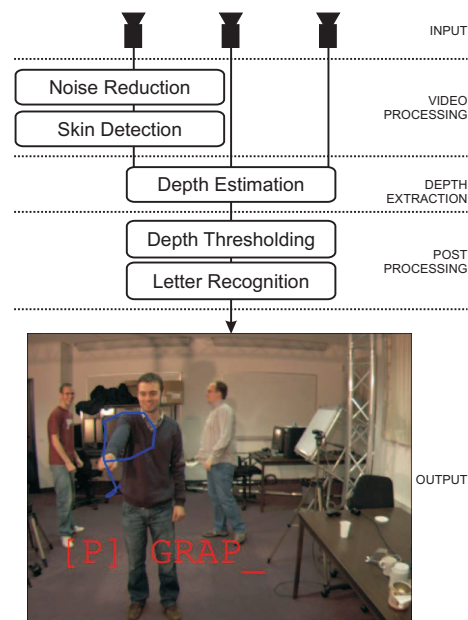 INPUT
Noise Reduction
Skin Detection
VIDEO
PROCESSING
Depth Estimation
DEPTH
EXTRACTION
Depth Thresholding
Letter Recognition
POST
PROCESSING
OUTPUT
[P] GRAP_